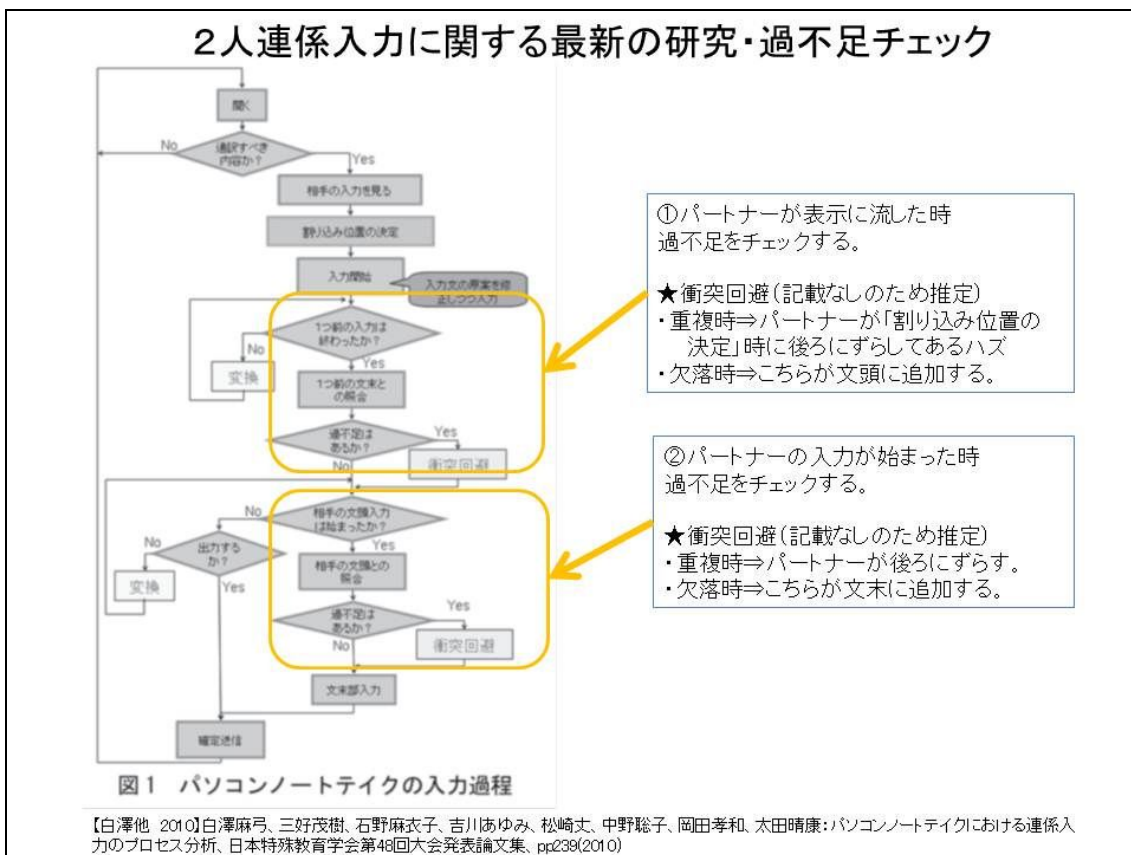 2人連係入力に関する最新の研究・過不足チェック
聞く
No
通訳すべき
内容か?
Yes
相手の入力を見る
割り込み位置の決定
入力開始
入力文の原案を修
正しつつ入力
1つ前の入力は
終わったか?
No
Yes
変換
1つ前の文末と
の照合
過不足は
あるか?
Yes
No
衝突回避
相手の文頭入力
は始まったか?
No
Yes
出力する
か?
No
Yes
変換
相手の文頭との
照合
過不足は
あるか?
Yes
No
衝突回避
文末部入力
確定送信
図1 パソコンノートテイクの入力過程
①パートナーが表示に流した時
過不足をチェックする。
★衝突回避(記載なしのため推定)
・重複時⇒パートナーが「割り込み位置の
決定」時に後ろにずらしてあるハズ
・欠落時⇒こちらが文頭に追加する。
②パートナーの入力が始まった時
過不足をチェックする。
★衝突回避(記載なしのため推定)
・重複時⇒パートナーが後ろにずらす。
・欠落時⇒こちらが文末に追加する。
【白澤他 2010】白澤麻弓、三好茂樹、石野麻衣子、吉川あゆみ、松崎丈、中野聡子、岡田孝和、太田晴康:パソコンノートテイクにおける連係入
力のプロセス分析、日本特殊教育学会第48回大会発表論文集、pp239(2010)